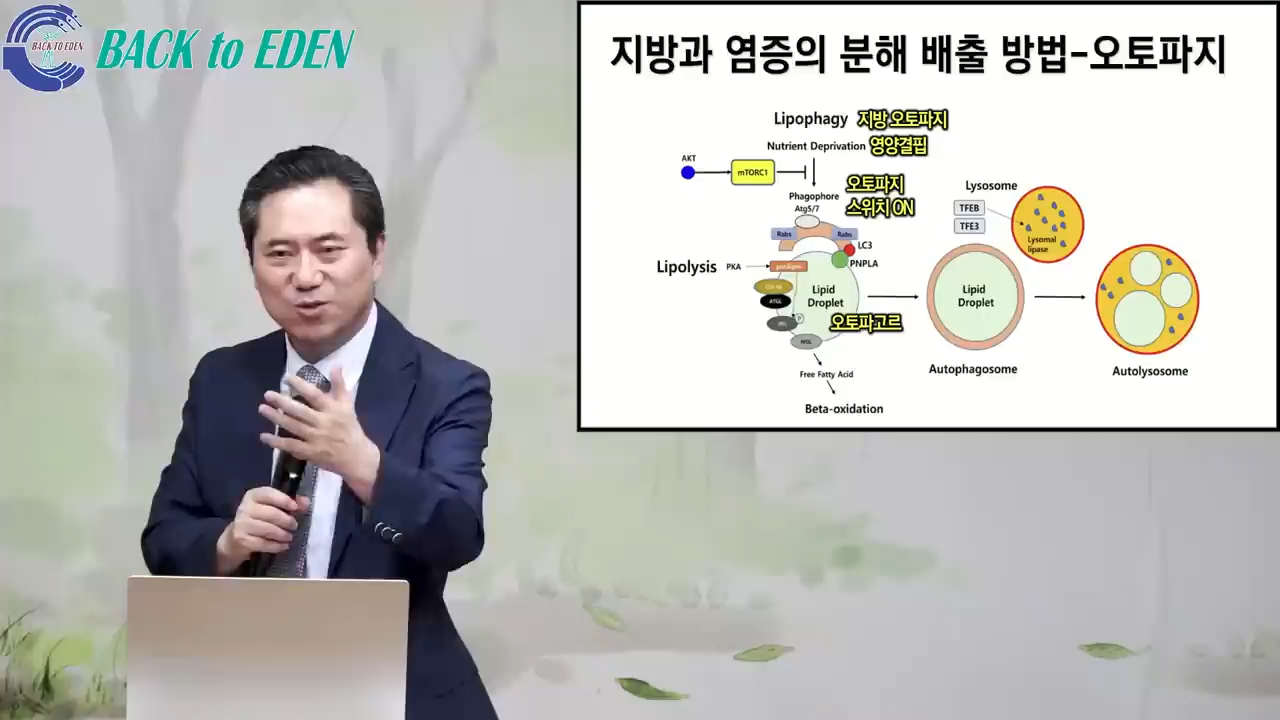 BACK TO EDEN
BACK to EDEN
지방과 염증의 분해 배출 방법-오토파지
Lipophagy 지방 오토파지
Nutrient Deprivation 영양결핍
AKT
mTORC1
Phagophore
Atg5/7
오토파지
스위치 ON
Rabs
Rabs
LC3
PNPLA
Lipolysis
PKA
ATGL
P
HSL
MGL
Lipid
Droplet
오토파고르
Free Fatty Acid
Beta-oxidation
Lysosome
TFEB
TFE3
Lysomal
lipase
Lipid
Droplet
Autophagosome
Autolysosome